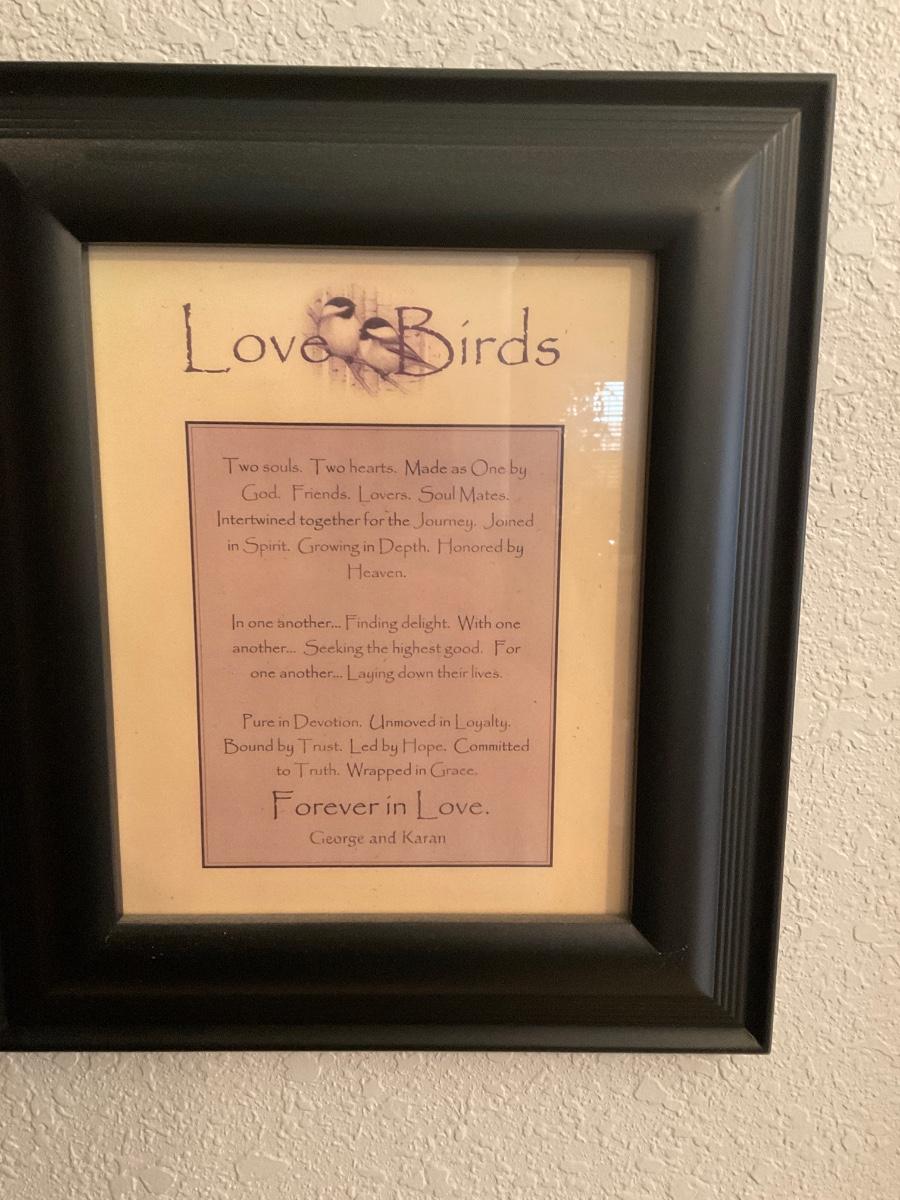 Love Birds
Two souls. Two hearts. Made as One by
God. Friends. Lovers. Soul Mates.
Intertwined together for the Journey. Joined
in Spirit. Growing in Depth. Honored by
Heaven.
In one another... Finding delight. With one
another... Seeking the highest good. For
one another... Laying down their lives.
Pure in Devotion. Unmoved in Loyalty.
Bound by Trust. Led by Hope. Committed
to Truth. Wrapped in Grace.
Forever in Love.
George and Karan